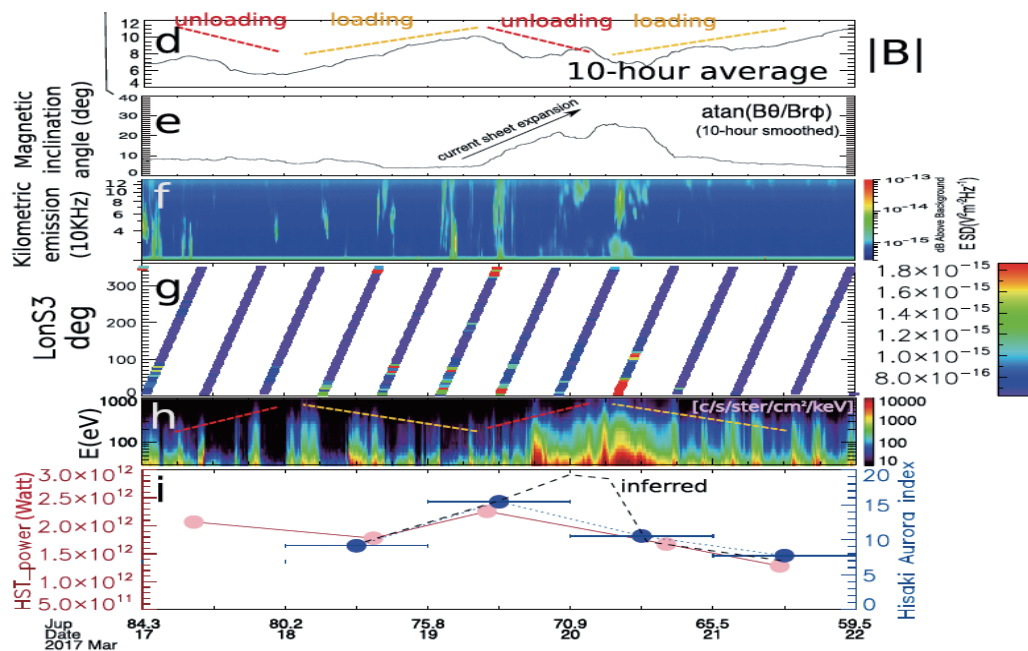 unloading loading unloading loading
d
12
10
8
6
4
10-hour average
|B|
Magnetic inclination angle (deg)
40
30
20
10
0
e
current sheet expansion
atan(Bθ/Brφ)
(10-hour smoothed)
Kilometric emission (10KHz)
12
10
8
6
4
f
10⁻¹³
10⁻¹⁴
10⁻¹⁵
dB Above Background
ESD(V²m⁻²Hz⁻¹)
LonS3
deg
300
200
100
0
g
1.8×10⁻¹⁵
1.6×10⁻¹⁵
1.4×10⁻¹⁵
1.2×10⁻¹⁵
1.0×10⁻¹⁵
8.0×10⁻¹⁶
E(eV)
1000
100
h
[c/s/ster/cm²/keV]
10000
1000
100
10
HST_power (Watt)
3.0×10¹²
2.5×10¹²
2.0×10¹²
1.5×10¹²
1.0×10¹²
5.0×10¹¹
i
inferred
20
15
10
5
0
Hisaki Aurora index
Jup 84.3 80.2 75.8 70.9 65.5 59.5
Date 17 18 19 20 21 22
2017 Mar